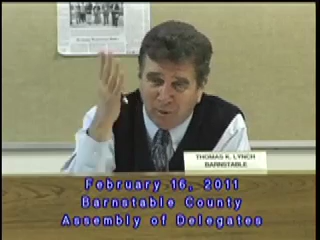 THOMAS K. LYNCH
BARNSTABLE
February 16, 2011
Barnstable County
Assembly of Delegates